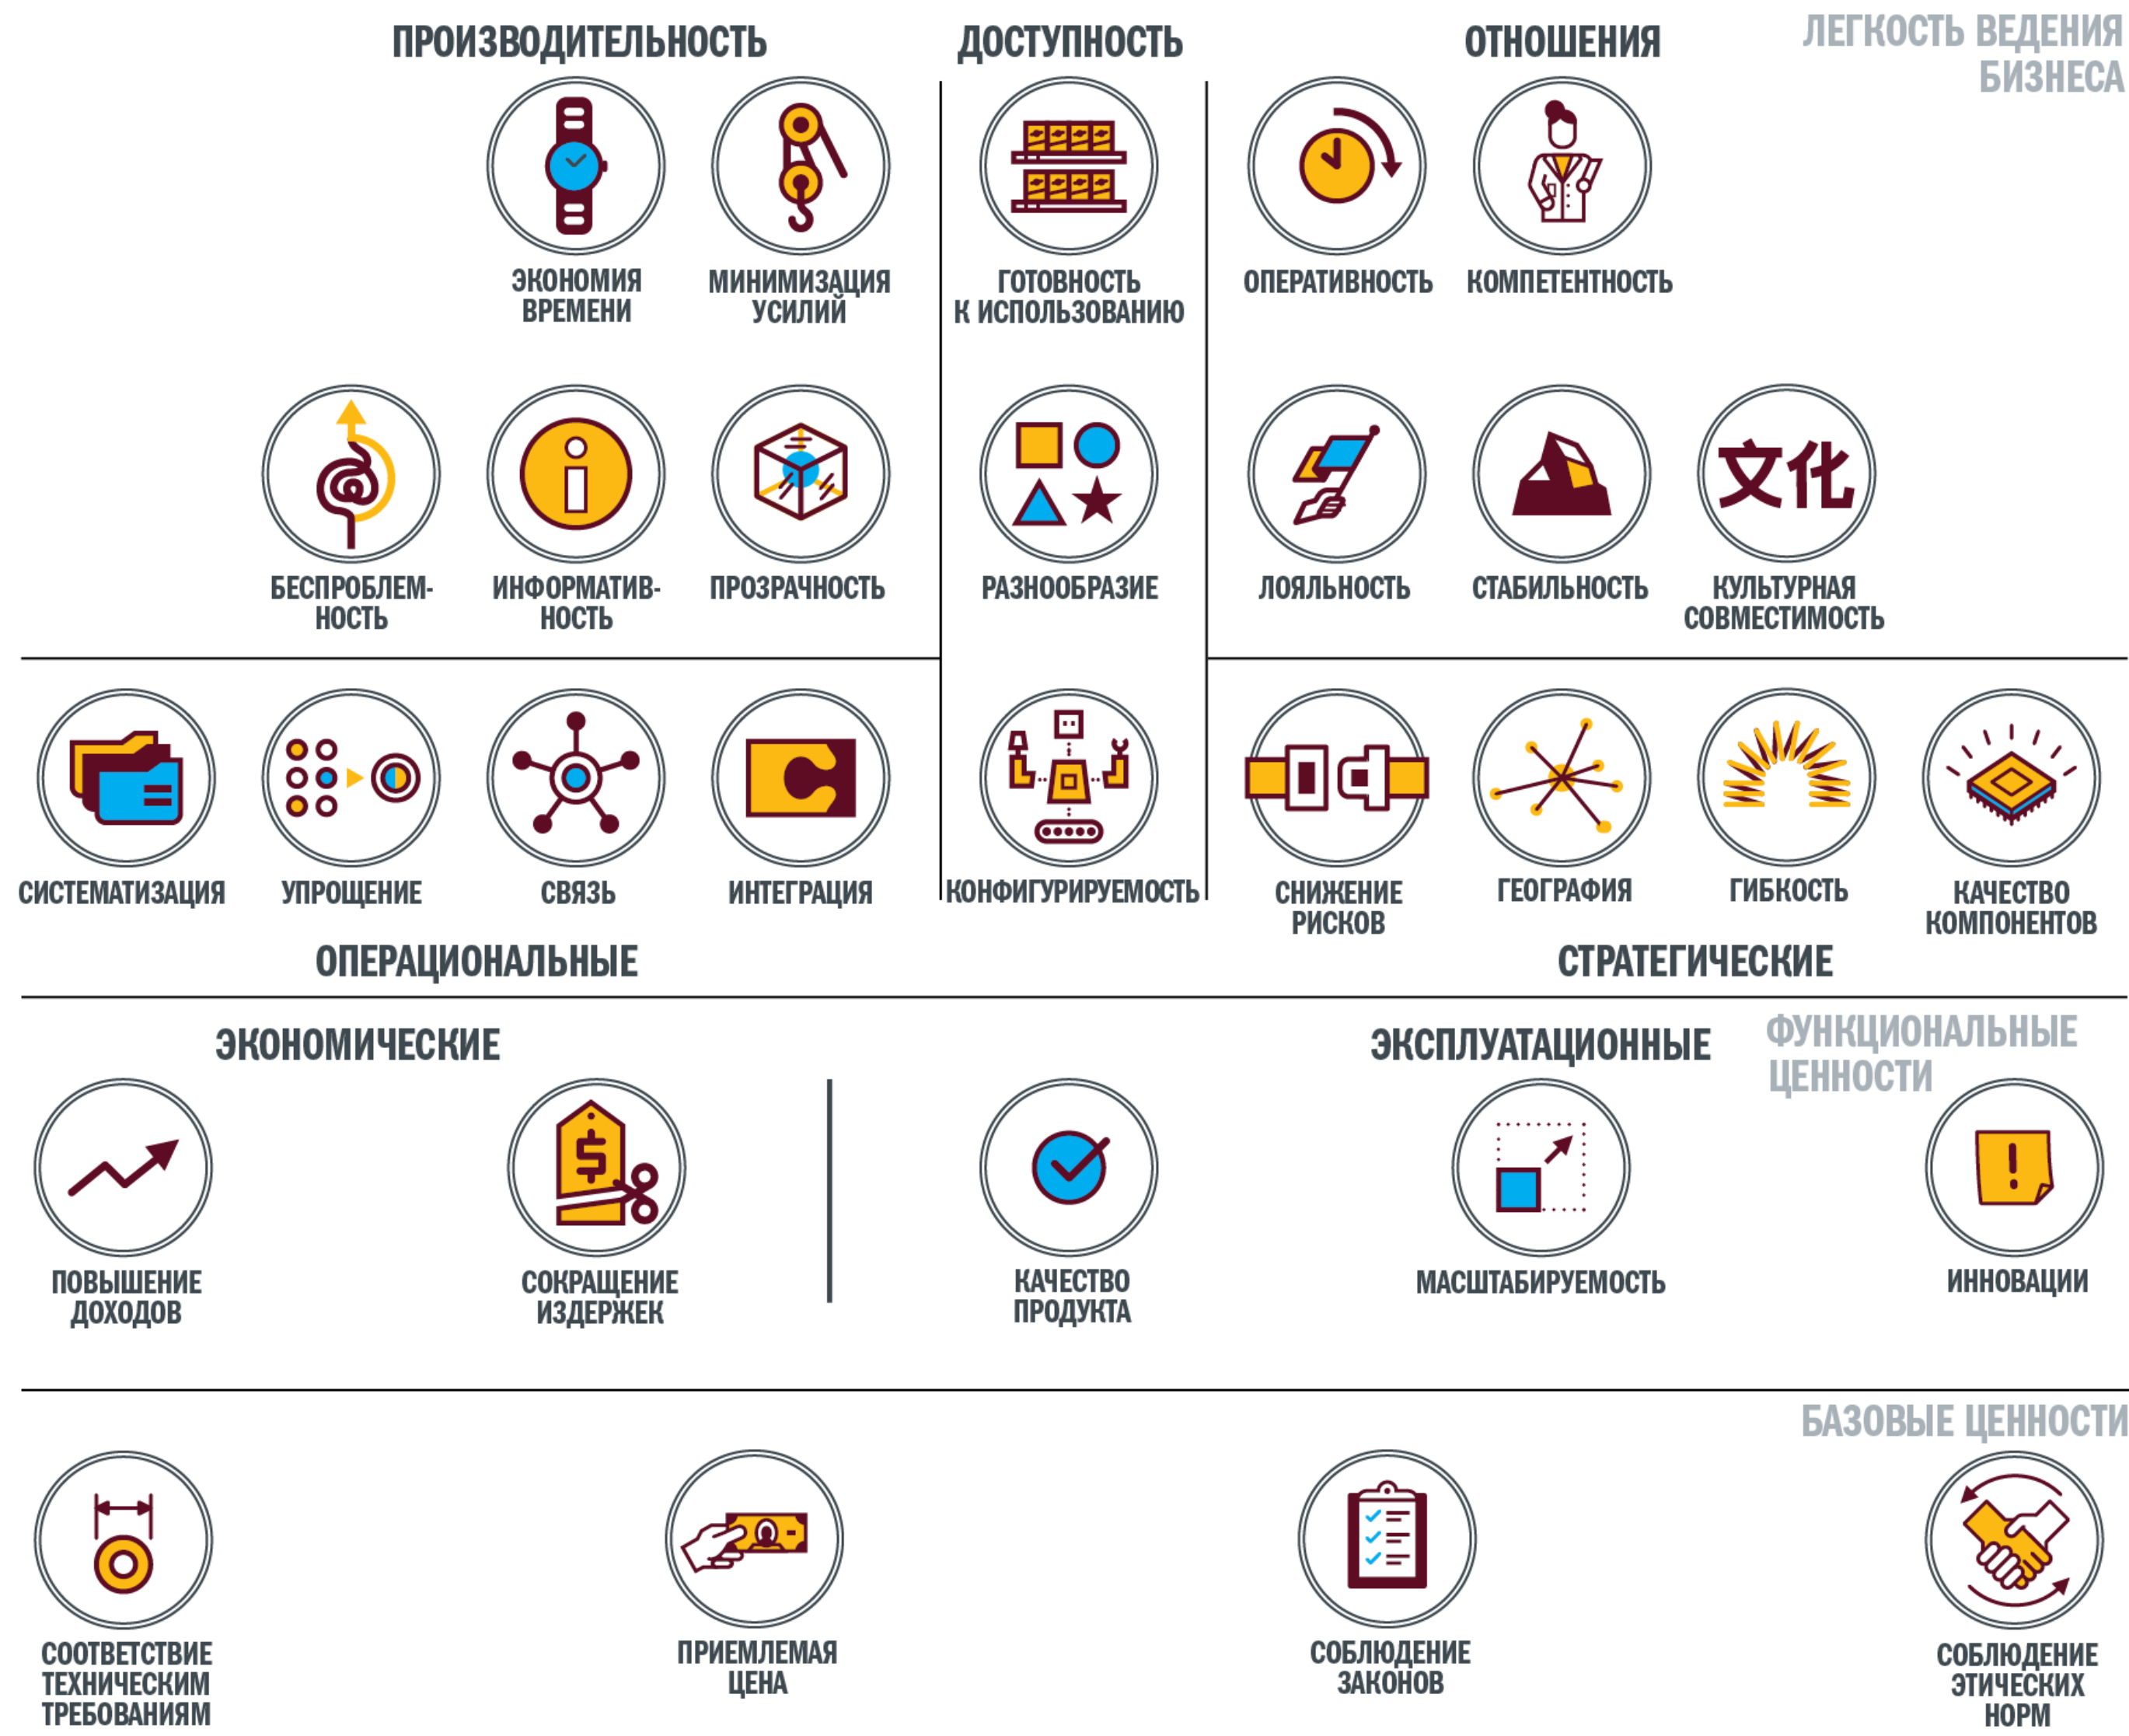 ПРОИЗВОДИТЕЛЬНОСТЬ
ДОСТУПНОСТЬ
ОТНОШЕНИЯ
ЛЕГКОСТЬ ВЕДЕНИЯ
БИЗНЕСА
ЭКОНОМИЯ
ВРЕМЕНИ
МИНИМИЗАЦИЯ
УСИЛИЙ
ГОТОВНОСТЬ
К ИСПОЛЬЗОВАНИЮ
ОПЕРАТИВНОСТЬ
КОМПЕТЕНТНОСТЬ
文化
БЕСПРОБЛЕМ-
НОСТЬ
ИНФОРМАТИВ-
НОСТЬ
ПРОЗРАЧНОСТЬ
РАЗНООБРАЗИЕ
ЛОЯЛЬНОСТЬ
СТАБИЛЬНОСТЬ
КУЛЬТУРНАЯ
СОВМЕСТИМОСТЬ
СИСТЕМАТИЗАЦИЯ
УПРОЩЕНИЕ
СВЯЗЬ
ИНТЕГРАЦИЯ
КОНФИГУРИРУЕМОСТЬ
СНИЖЕНИЕ
РИСКОВ
ГЕОГРАФИЯ
ГИБКОСТЬ
КАЧЕСТВО
КОМПОНЕНТОВ
ОПЕРАЦИОНАЛЬНЫЕ
СТРАТЕГИЧЕСКИЕ
ЭКОНОМИЧЕСКИЕ
ЭКСПЛУАТАЦИОННЫЕ
ФУНКЦИОНАЛЬНЫЕ
ЦЕННОСТИ
$
!
ПОВЫШЕНИЕ
ДОХОДОВ
СОКРАЩЕНИЕ
ИЗДЕРЖЕК
КАЧЕСТВО
ПРОДУКТА
МАСШТАБИРУЕМОСТЬ
ИННОВАЦИИ
БАЗОВЫЕ ЦЕННОСТИ
СООТВЕТСТВИЕ
ТЕХНИЧЕСКИМ
ТРЕБОВАНИЯМ
ПРИЕМЛЕМАЯ
ЦЕНА
СОБЛЮДЕНИЕ
ЗАКОНОВ
СОБЛЮДЕНИЕ
ЭТИЧЕСКИХ
НОРМ